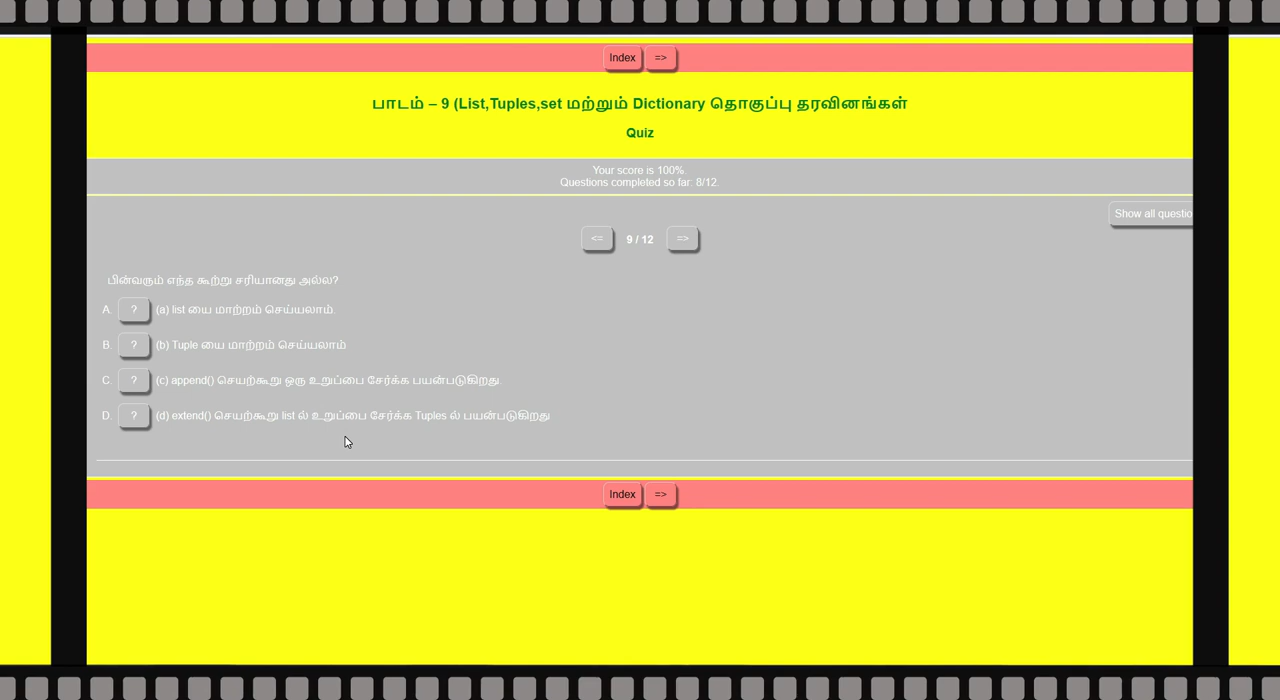 Index =>
பாடம் – 9 (List,Tuples,set மற்றும் Dictionary தொகுப்பு தரவினங்கள்
Quiz
Your score is 100%.
Questions completed so far: 8/12.
Show all questio
<= 9 / 12 =>
பின்வரும் எந்த கூற்று சரியானது அல்ல?
A. ? (a) list யை மாற்றம் செய்யலாம்.
B. ? (b) Tuple யை மாற்றம் செய்யலாம்
C. ? (c) append() செயற்கூறு ஒரு உறுப்பை சேர்க்க பயன்படுகிறது.
D. ? (d) extend() செயற்கூறு list ல் உறுப்பை சேர்க்க Tuples ல் பயன்படுகிறது
Index =>